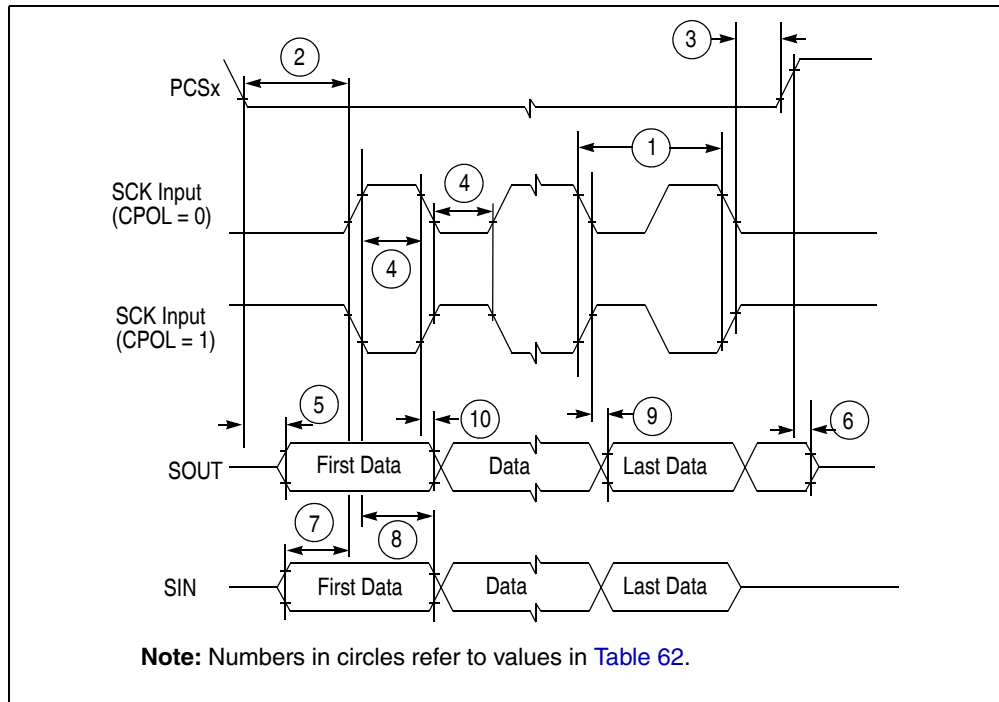 3
2
PCSx
1
4
SCK Input
(CPOL = 0)
4
SCK Input
(CPOL = 1)
5
10
9
6
SOUT First Data Data Last Data
7
8
SIN First Data Data Last Data
Note: Numbers in circles refer to values in Table 62.